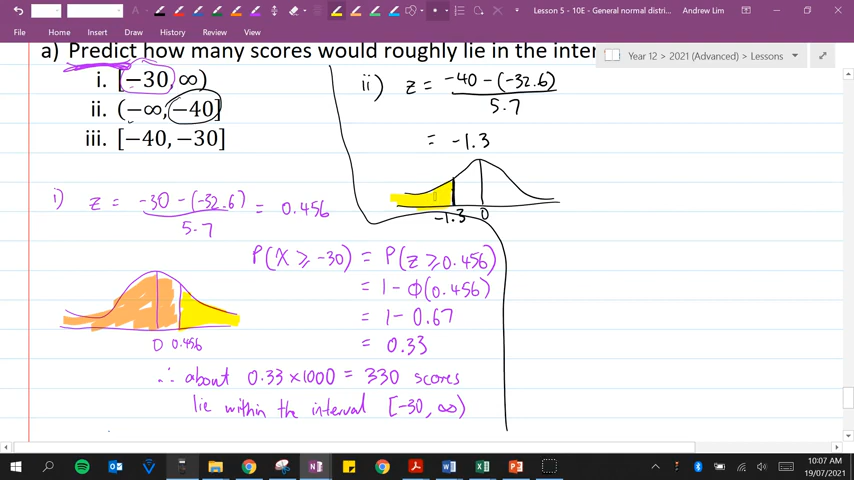 Lesson 5 - 10E - General normal distri...
Andrew Lim
File Home Insert Draw History Review View
Year 12 > 2021 (Advanced) > Lessons
a) Predict how many scores would roughly lie in the inter
i. [−30, ∞)
ii. (−∞, −40]
iii. [−40, −30]
i) z = -30 - (-32.6) / 5.7 = 0.456
P(X ≥ -30) = P(z ≥ 0.456)
= 1 - ϕ(0.456)
= 1 - 0.67
= 0.33
0 0.456
∴ about 0.33 × 1000 = 330 scores
lie within the interval [-30, ∞)
ii) z = -40 - (-32.6) / 5.7
= -1.3
-1.3 0
10:07 AM
19/07/2021